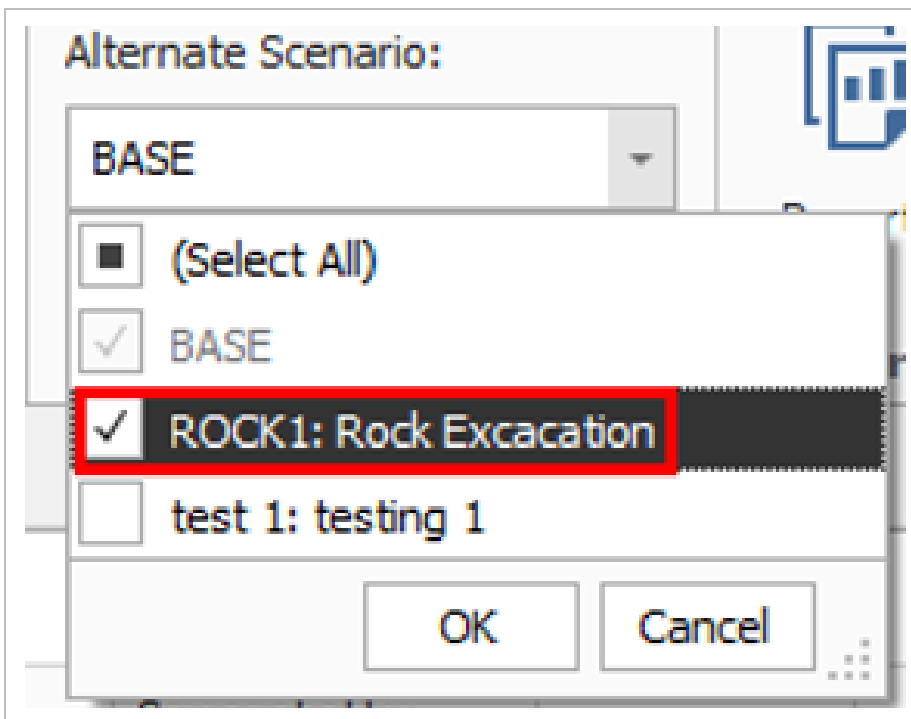 Alternate Scenario:
BASE
(Select All)
BASE
ROCK1: Rock Excacation
test 1: testing 1
OK
Cancel